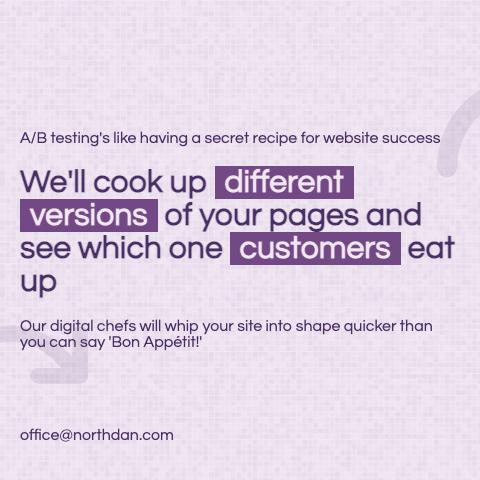 A/B testing's like having a secret recipe for website success
We'll cook up different
versions of your pages and
see which one customers eat
up
Our digital chefs will whip your site into shape quicker than
you can say 'Bon Appétit!'
office@northdan.com